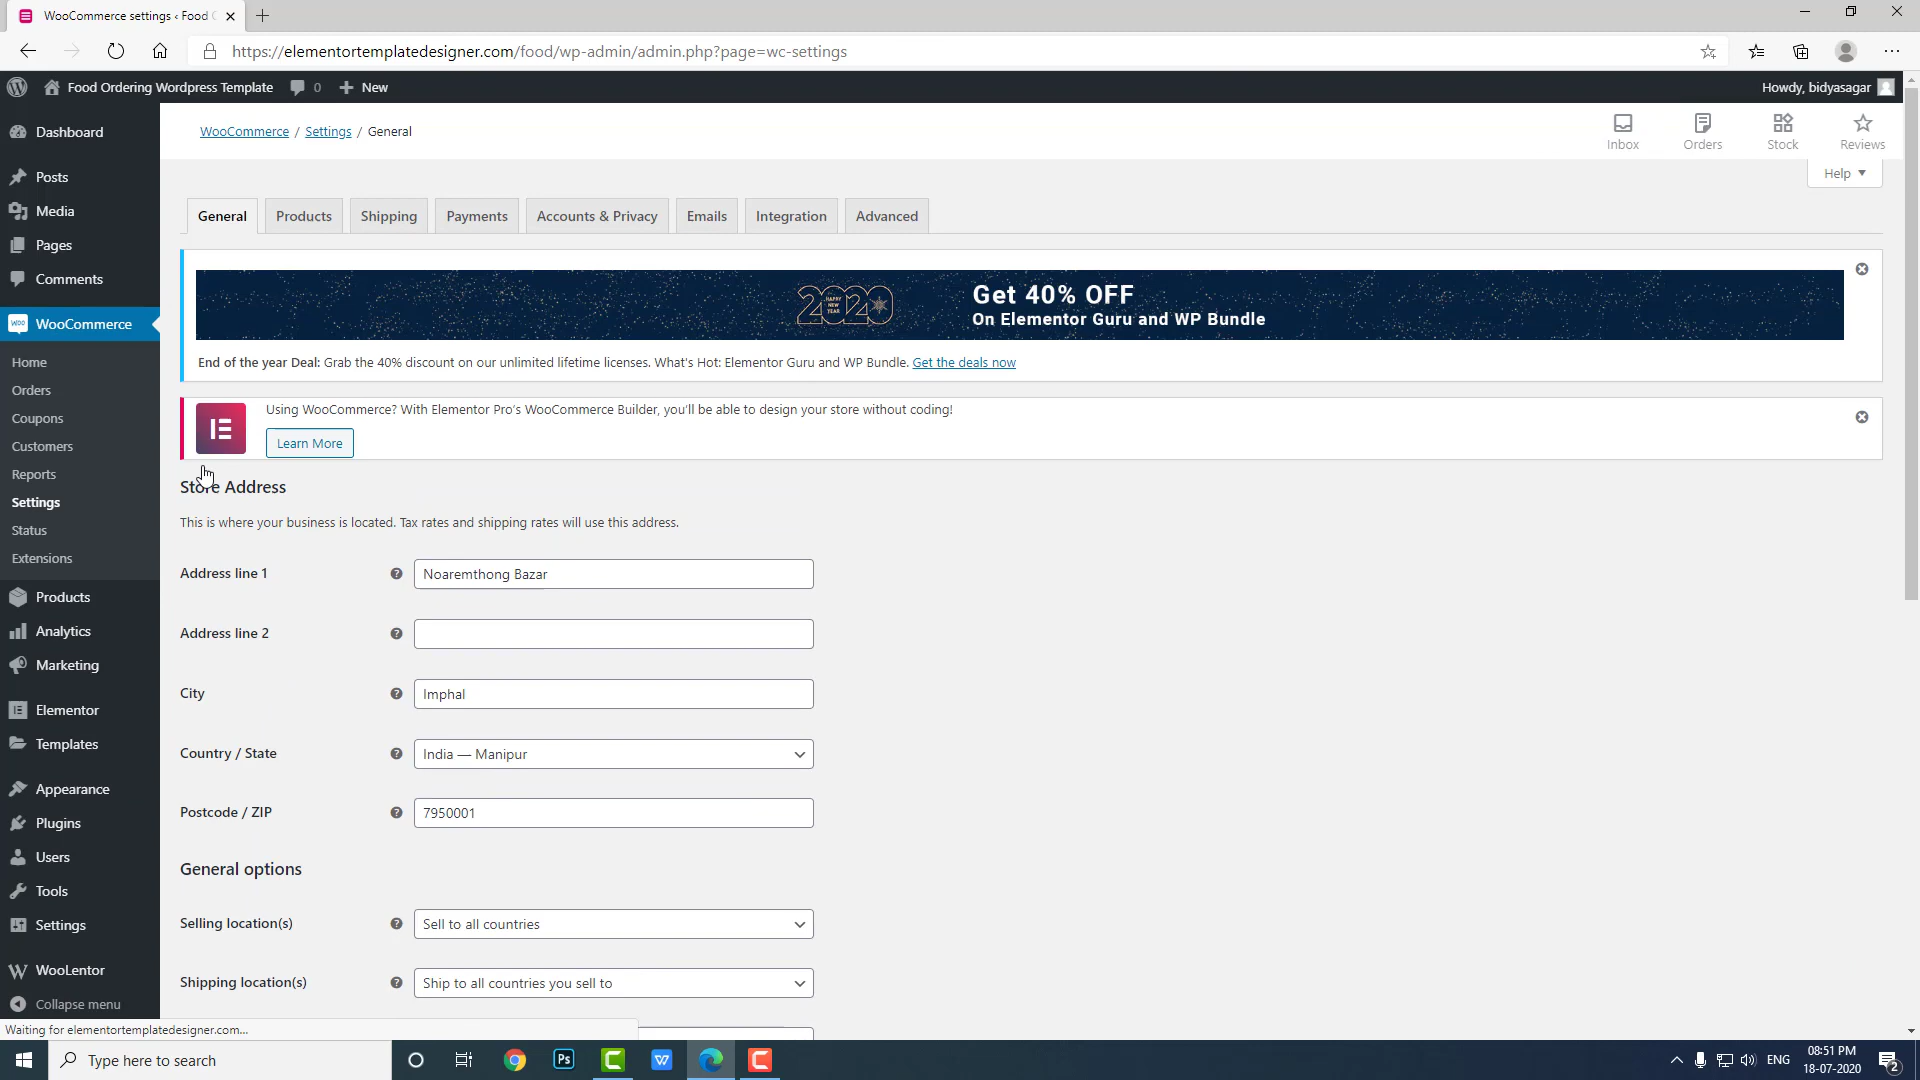 WooCommerce settings ‹ Food
https://elementortemplatedesigner.com/food/wp-admin/admin.php?page=wc-settings
Food Ordering Wordpress Template
0
New
Howdy, bidyasagar
Dashboard
Posts
Media
Pages
Comments
WooCommerce
Home
Orders
Coupons
Customers
Reports
Settings
Status
Extensions
Products
Analytics
Marketing
Elementor
Templates
Appearance
Plugins
Users
Tools
Settings
WooLentor
Collapse menu
WooCommerce / Settings / General
Inbox
Orders
Stock
Reviews
Help
General
Products
Shipping
Payments
Accounts & Privacy
Emails
Integration
Advanced
2020
HAPPY
NEW
YEAR
Get 40% OFF
On Elementor Guru and WP Bundle
End of the year Deal: Grab the 40% discount on our unlimited lifetime licenses. What's Hot: Elementor Guru and WP Bundle. Get the deals now
Using WooCommerce? With Elementor Pro's WooCommerce Builder, you'll be able to design your store without coding!
Learn More
Store Address
This is where your business is located. Tax rates and shipping rates will use this address.
Address line 1
Noaremthong Bazar
Address line 2
City
Imphal
Country / State
India — Manipur
Postcode / ZIP
7950001
General options
Selling location(s)
Sell to all countries
Shipping location(s)
Ship to all countries you sell to
Waiting for elementortemplatedesigner.com...
Type here to search
Ps
ENG
08:51 PM
18-07-2020
2